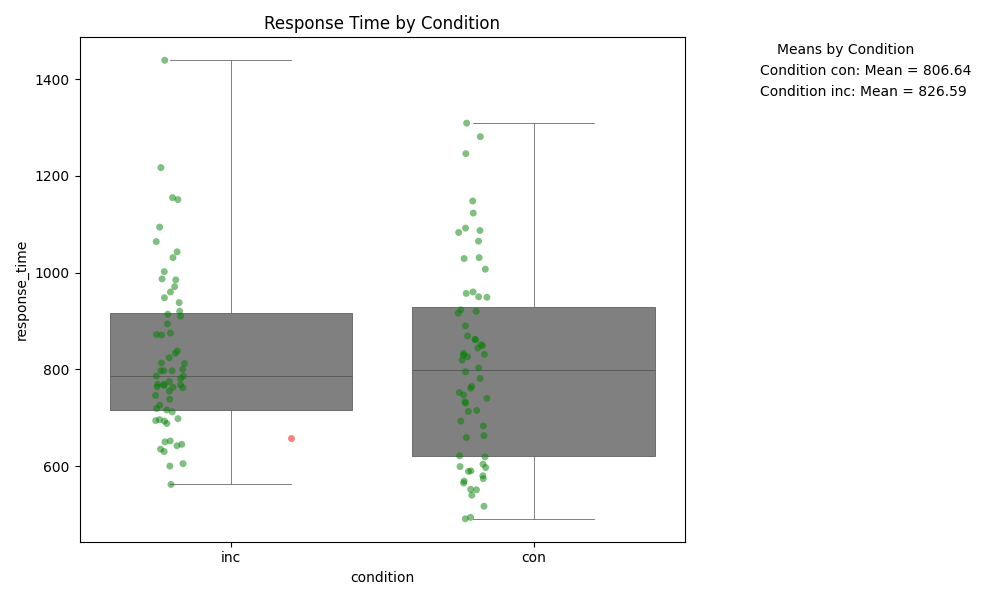 Response Time by Condition
Means by Condition
Condition con: Mean = 806.64
Condition inc: Mean = 826.59
response_time
1400
1200
1000
800
600
inc
con
condition